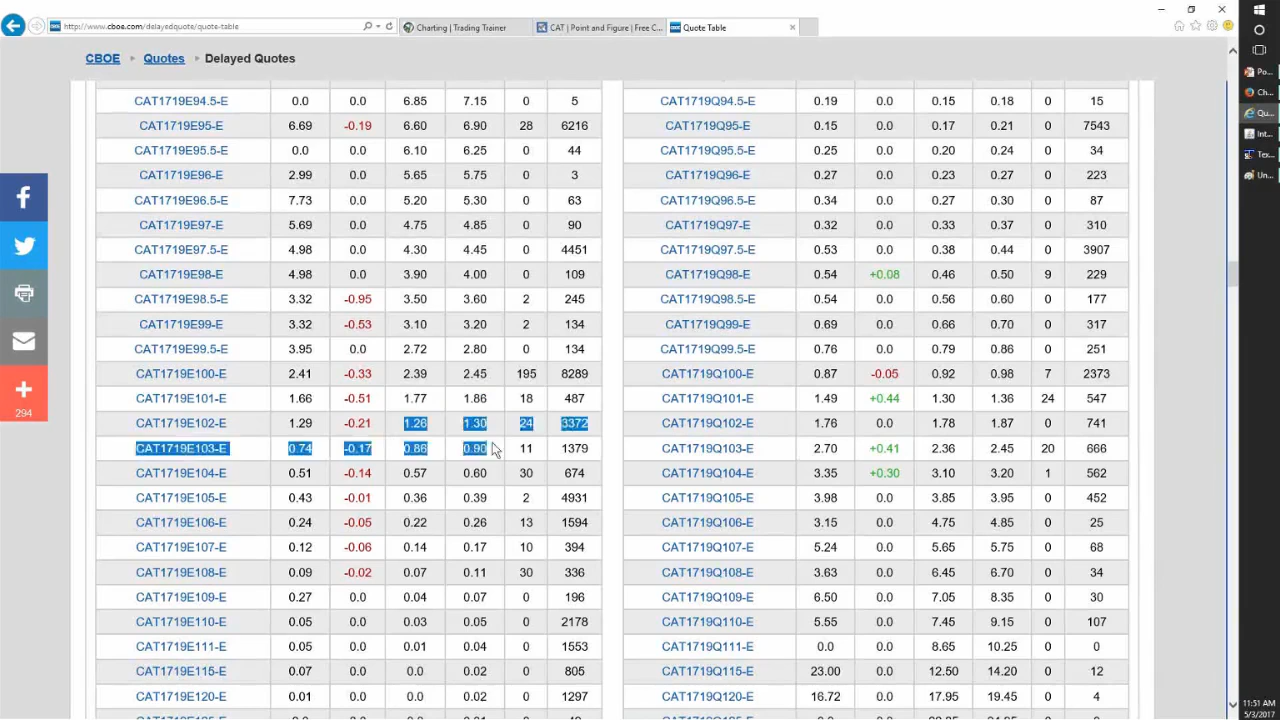 http://www.cboe.com/delayedquote/quote-table
Charting | Trading Trainer
CAT | Point and Figure | Free C...
Quote Table
CBOE Quotes Delayed Quotes
CAT1719E94.5-E 0.0 0.0 6.85 7.15 0 5 CAT1719Q94.5-E 0.19 0.0 0.15 0.18 0 15
CAT1719E95-E 6.69 -0.19 6.60 6.90 28 6216 CAT1719Q95-E 0.15 0.0 0.17 0.21 0 7543
CAT1719E95.5-E 0.0 0.0 6.10 6.25 0 44 CAT1719Q95.5-E 0.25 0.0 0.20 0.24 0 34
CAT1719E96-E 2.99 0.0 5.65 5.75 0 3 CAT1719Q96-E 0.27 0.0 0.23 0.27 0 223
CAT1719E96.5-E 7.73 0.0 5.20 5.30 0 63 CAT1719Q96.5-E 0.34 0.0 0.27 0.30 0 87
CAT1719E97-E 5.69 0.0 4.75 4.85 0 90 CAT1719Q97-E 0.32 0.0 0.33 0.37 0 310
CAT1719E97.5-E 4.98 0.0 4.30 4.45 0 4451 CAT1719Q97.5-E 0.53 0.0 0.38 0.44 0 3907
CAT1719E98-E 4.98 0.0 3.90 4.00 0 109 CAT1719Q98-E 0.54 +0.08 0.46 0.50 9 229
CAT1719E98.5-E 3.32 -0.95 3.50 3.60 2 245 CAT1719Q98.5-E 0.54 0.0 0.56 0.60 0 177
CAT1719E99-E 3.32 -0.53 3.10 3.20 2 134 CAT1719Q99-E 0.69 0.0 0.66 0.70 0 317
CAT1719E99.5-E 3.95 0.0 2.72 2.80 0 134 CAT1719Q99.5-E 0.76 0.0 0.79 0.86 0 251
CAT1719E100-E 2.41 -0.33 2.39 2.45 195 8289 CAT1719Q100-E 0.87 -0.05 0.92 0.98 7 2373
CAT1719E101-E 1.66 -0.51 1.77 1.86 18 487 CAT1719Q101-E 1.49 +0.44 1.30 1.36 24 547
CAT1719E102-E 1.29 -0.21 1.26 1.30 24 3372 CAT1719Q102-E 1.76 0.0 1.78 1.87 0 741
CAT1719E103-E 0.74 -0.17 0.86 0.90 11 1379 CAT1719Q103-E 2.70 +0.41 2.36 2.45 20 666
CAT1719E104-E 0.51 -0.14 0.57 0.60 30 674 CAT1719Q104-E 3.35 +0.30 3.10 3.20 1 562
CAT1719E105-E 0.43 -0.01 0.36 0.39 2 4931 CAT1719Q105-E 3.98 0.0 3.85 3.95 0 452
CAT1719E106-E 0.24 -0.05 0.22 0.26 13 1594 CAT1719Q106-E 3.15 0.0 4.75 4.85 0 25
CAT1719E107-E 0.12 -0.06 0.14 0.17 10 394 CAT1719Q107-E 5.24 0.0 5.65 5.75 0 68
CAT1719E108-E 0.09 -0.02 0.07 0.11 30 336 CAT1719Q108-E 3.63 0.0 6.45 6.70 0 34
CAT1719E109-E 0.27 0.0 0.04 0.07 0 196 CAT1719Q109-E 6.50 0.0 7.05 8.35 0 30
CAT1719E110-E 0.05 0.0 0.03 0.05 0 2178 CAT1719Q110-E 5.55 0.0 7.45 9.15 0 107
CAT1719E111-E 0.05 0.0 0.01 0.04 0 1553 CAT1719Q111-E 0.0 0.0 8.65 10.25 0 0
CAT1719E115-E 0.07 0.0 0.0 0.02 0 805 CAT1719Q115-E 23.00 0.0 12.50 14.20 0 12
CAT1719E120-E 0.01 0.0 0.0 0.02 0 1297 CAT1719Q120-E 16.72 0.0 17.95 19.45 0 4
294
Po...
Ch...
Qu...
Int...
Tex...
Un...
11:51 AM
5/3/2017